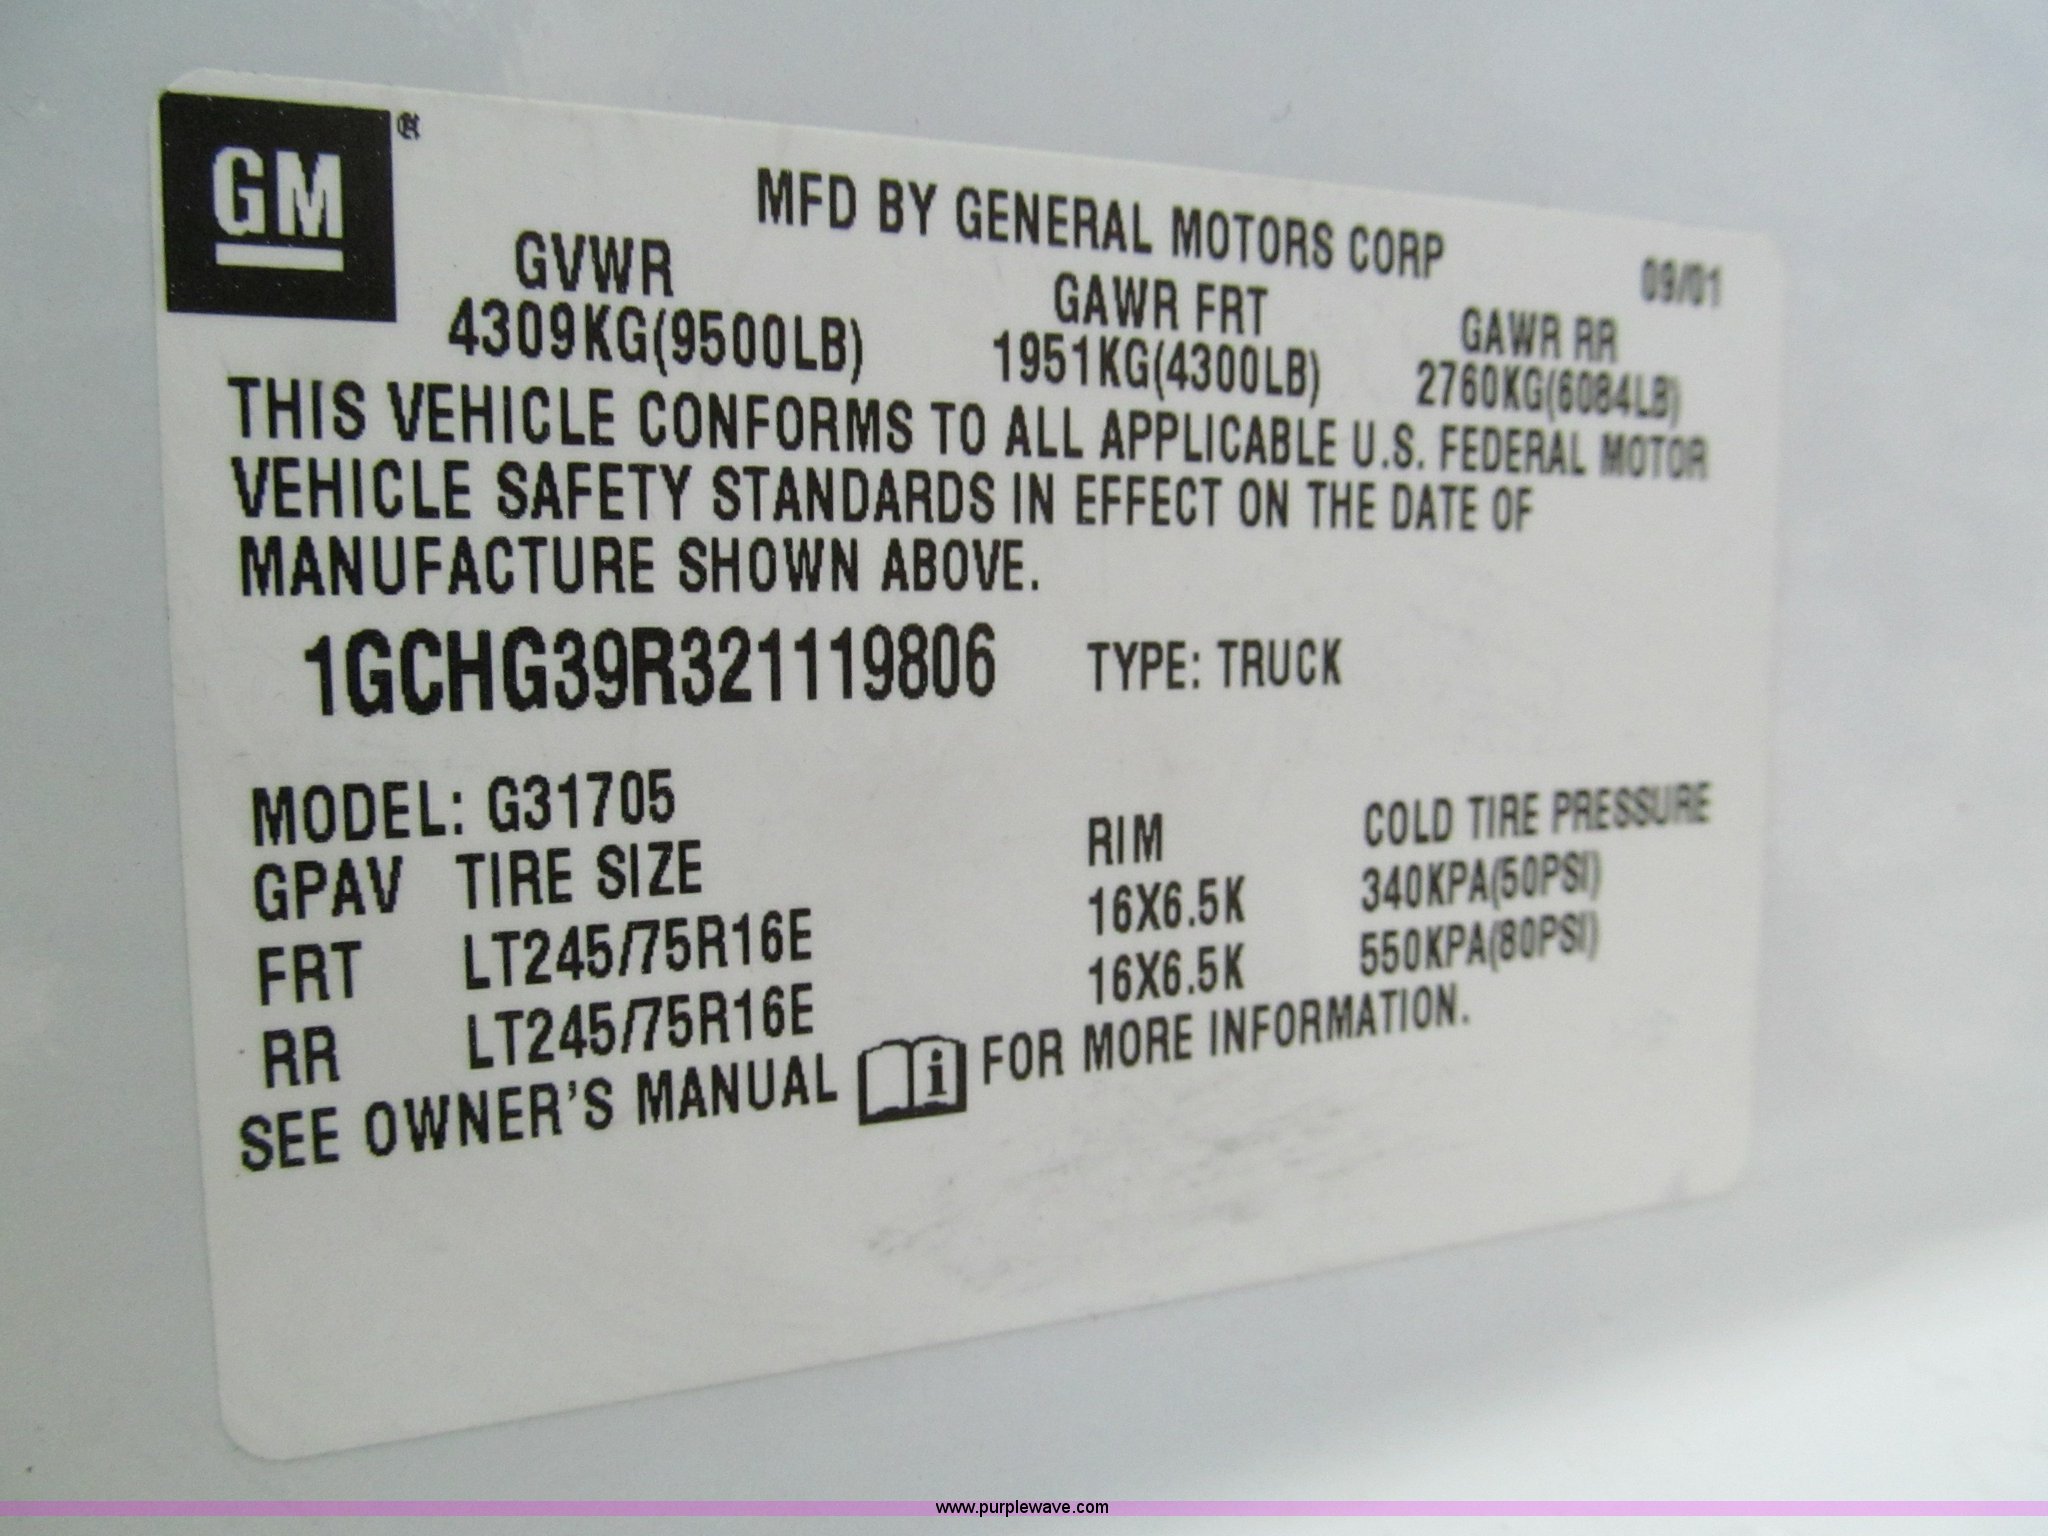 GM ®
MFD BY GENERAL MOTORS CORP
09/01
GVWR GAWR FRT GAWR RR
4309KG(9500LB) 1951KG(4300LB) 2760KG(6084LB)
THIS VEHICLE CONFORMS TO ALL APPLICABLE U.S. FEDERAL MOTOR
VEHICLE SAFETY STANDARDS IN EFFECT ON THE DATE OF
MANUFACTURE SHOWN ABOVE.
1GCHG39R321119806 TYPE: TRUCK
MODEL: G31705
GPAV TIRE SIZE RIM COLD TIRE PRESSURE
FRT LT245/75R16E 16X6.5K 340KPA(50PSI)
RR LT245/75R16E 16X6.5K 550KPA(80PSI)
SEE OWNER'S MANUAL i FOR MORE INFORMATION.
www.purplewave.com